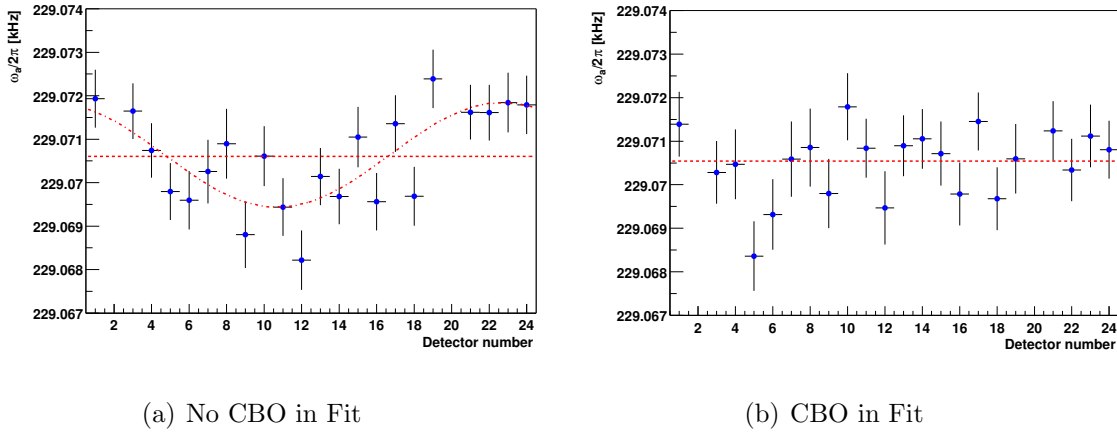 ωₐ/2π [kHz]
229.074
229.073
229.072
229.071
229.07
229.069
229.068
229.067
2 4 6 8 10 12 14 16 18 20 22 24
Detector number
(a) No CBO in Fit
ωₐ/2π [kHz]
229.074
229.073
229.072
229.071
229.07
229.069
229.068
229.067
2 4 6 8 10 12 14 16 18 20 22 24
Detector number
(b) CBO in Fit